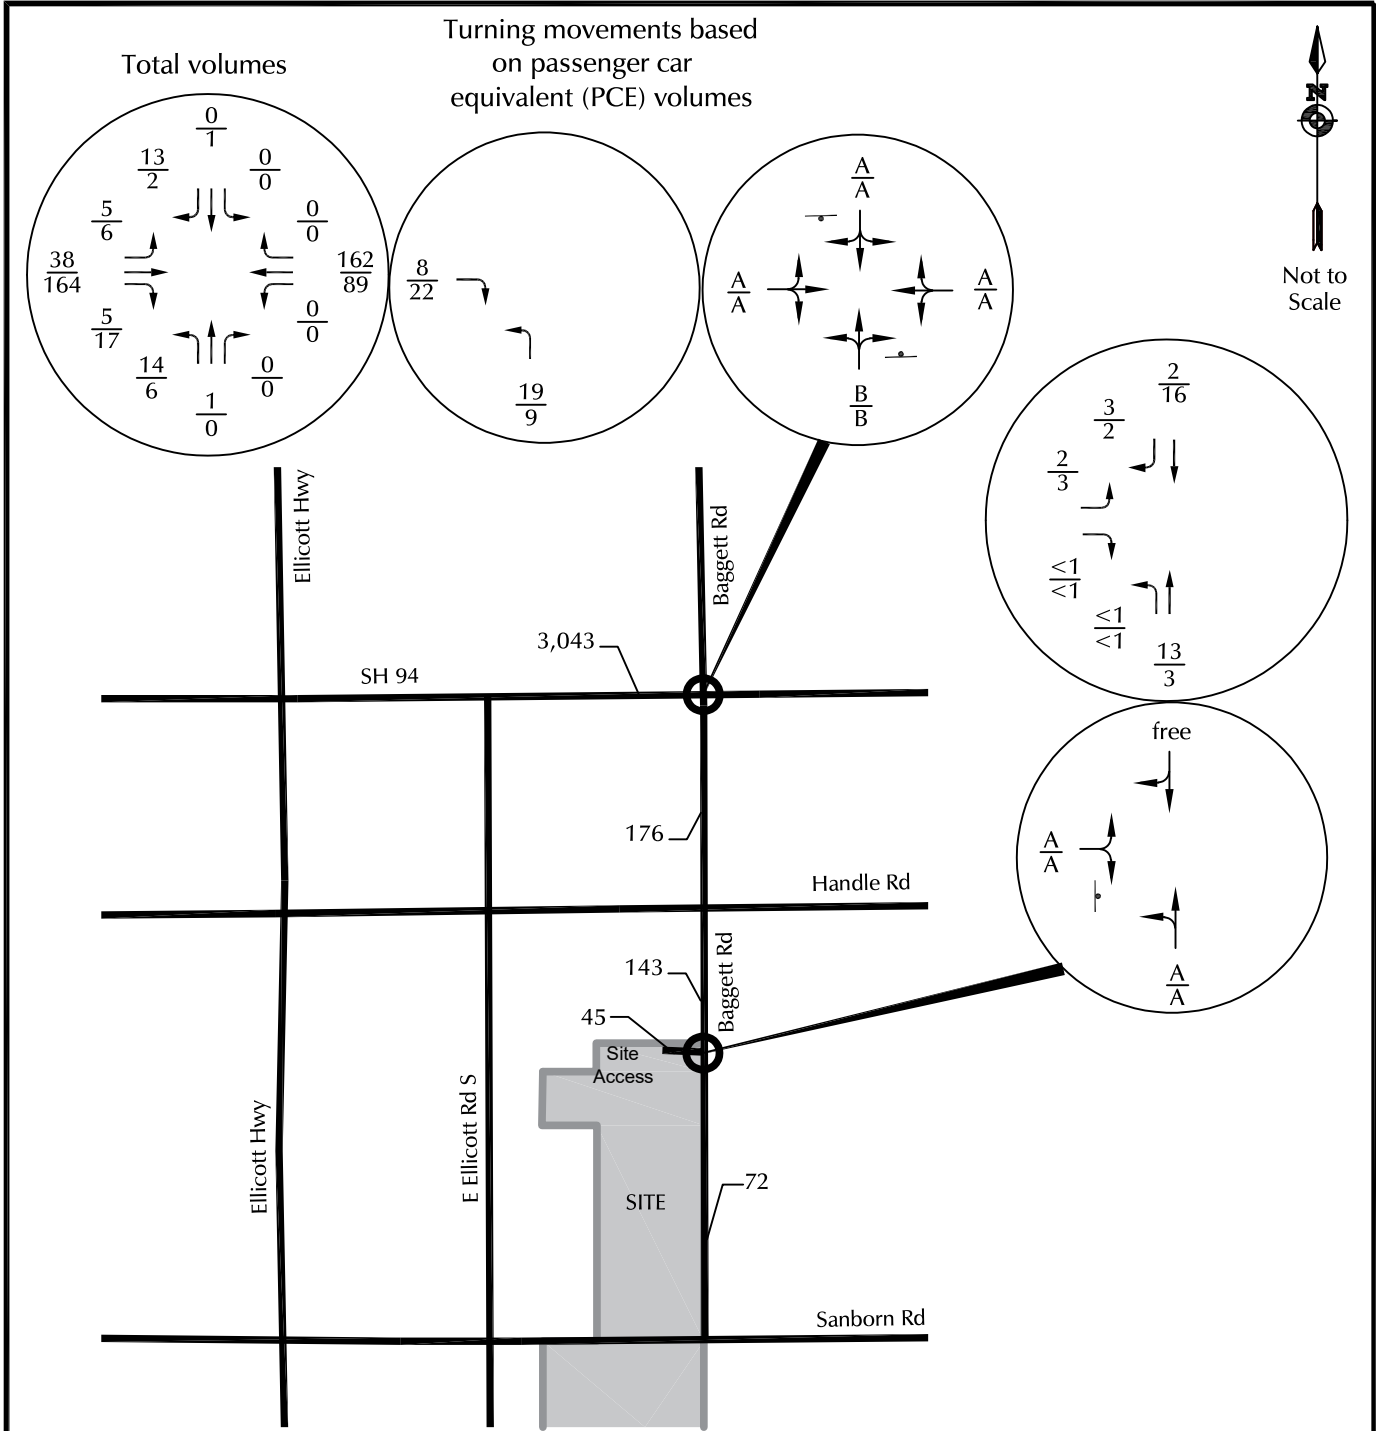 Turning movements based
on passenger car
equivalent (PCE) volumes
Total volumes
0
1
13
2
0
0
5
6
0
0
38
164
162
89
5
17
0
0
14
6
0
0
1
0
8
22
19
9
A
A
A
A
A
A
B
B
N
Not to
Scale
2
16
3
2
2
3
<1
<1
<1
<1
13
3
free
A
A
A
A
Ellicott Hwy
Baggett Rd
3,043
SH 94
176
Handle Rd
143
Baggett Rd
45
Site
Access
Ellicott Hwy
E Ellicott Rd S
72
SITE
Sanborn Rd